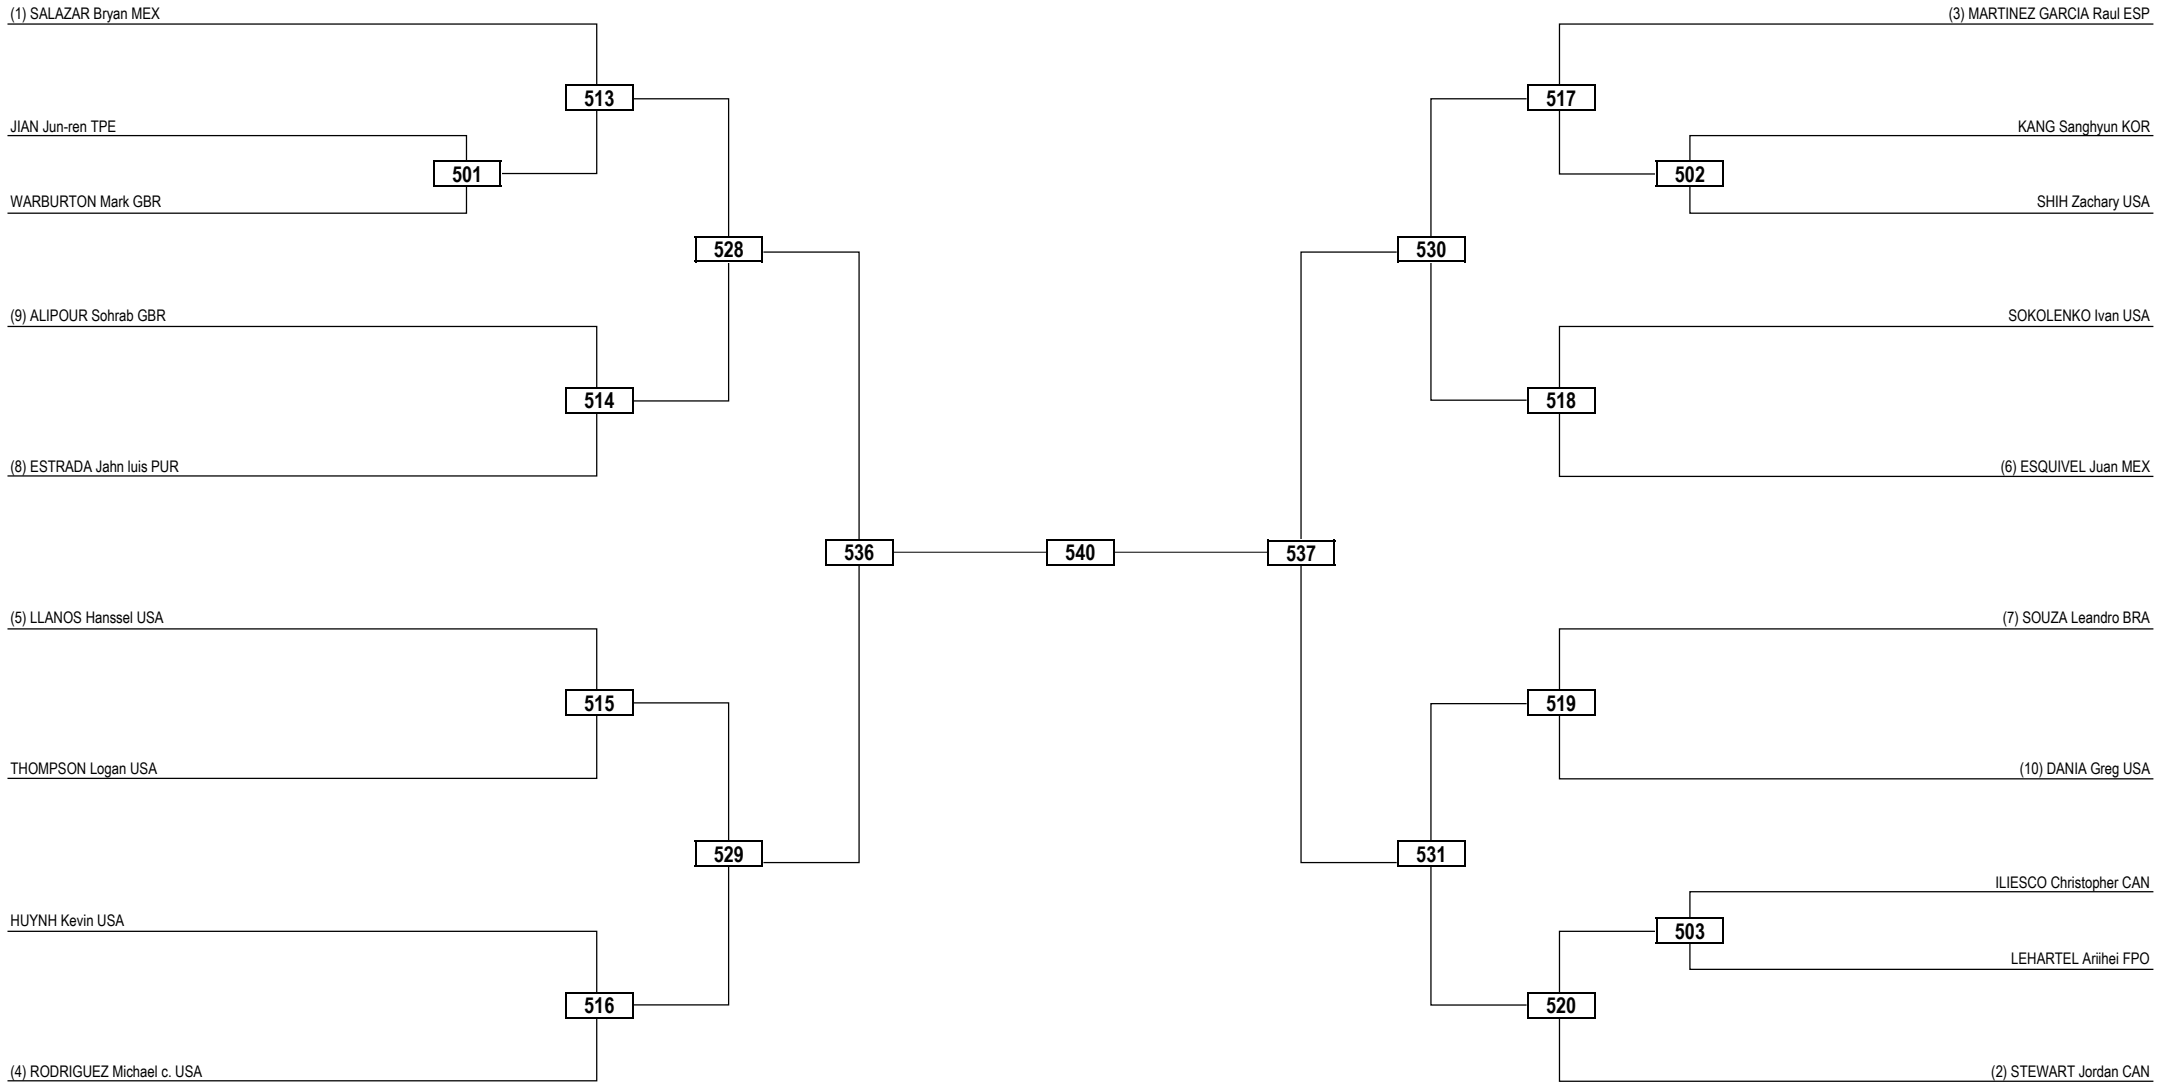 (1) SALAZAR Bryan MEX
(3) MARTINEZ GARCIA Raul ESP
513
517
JIAN Jun-ren TPE
KANG Sanghyun KOR
501
502
WARBURTON Mark GBR
SHIH Zachary USA
528
530
(9) ALIPOUR Sohrab GBR
SOKOLENKO Ivan USA
514
518
(8) ESTRADA Jahn luis PUR
(6) ESQUIVEL Juan MEX
536
540
537
(5) LLANOS Hanssel USA
(7) SOUZA Leandro BRA
515
519
THOMPSON Logan USA
(10) DANIA Greg USA
529
531
ILIESCO Christopher CAN
HUYNH Kevin USA
503
LEHARTEL Ariihei FPO
516
520
(4) RODRIGUEZ Michael c. USA
(2) STEWART Jordan CAN